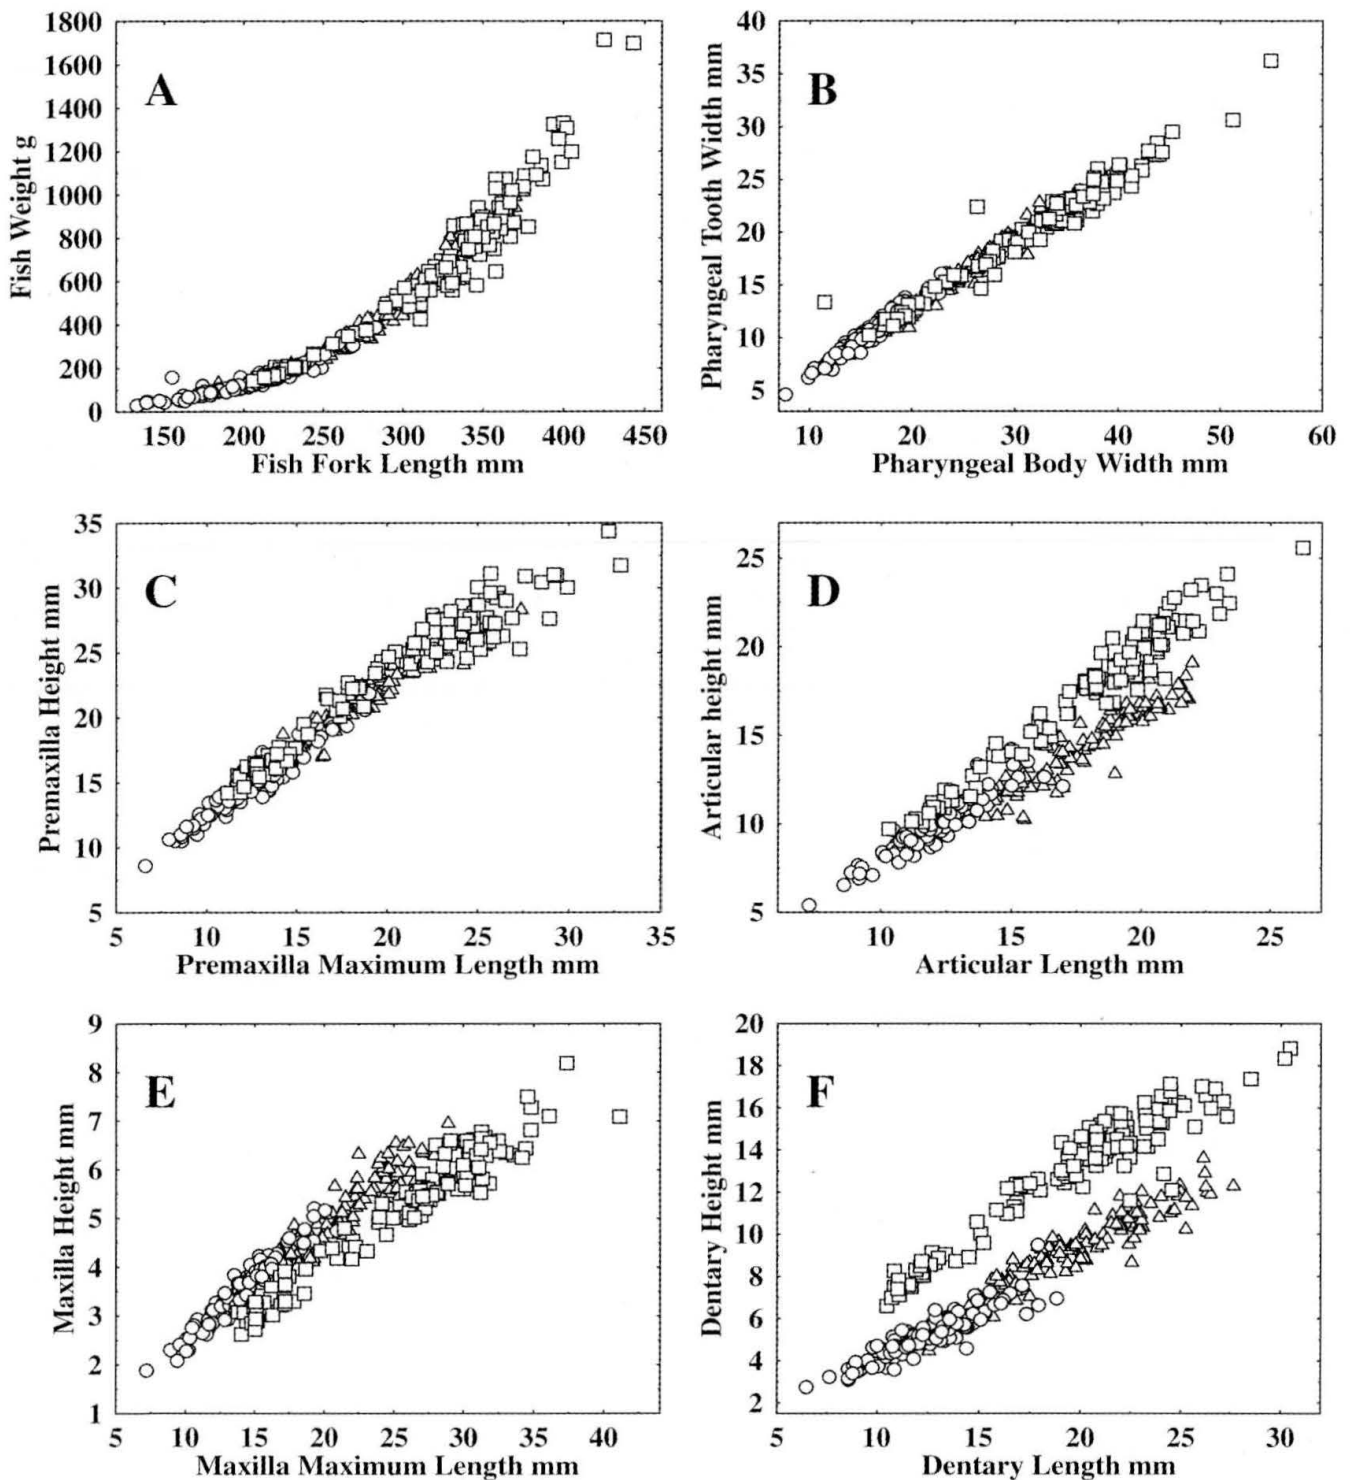 A
Fish Weight g
1800
1600
1400
1200
1000
800
600
400
200
0
150 200 250 300 350 400 450
Fish Fork Length mm
B
Pharyngeal Tooth Width mm
40
35
30
25
20
15
10
5
10 20 30 40 50 60
Pharyngeal Body Width mm
C
Premaxilla Height mm
35
30
25
20
15
10
5
5 10 15 20 25 30 35
Premaxilla Maximum Length mm
D
Articular height mm
25
20
15
10
5
10 15 20 25
Articular Length mm
E
Maxilla Height mm
9
8
7
6
5
4
3
2
1
5 10 15 20 25 30 35 40
Maxilla Maximum Length mm
F
Dentary Height mm
20
18
16
14
12
10
8
6
4
2
5 10 15 20 25 30
Dentary Length mm